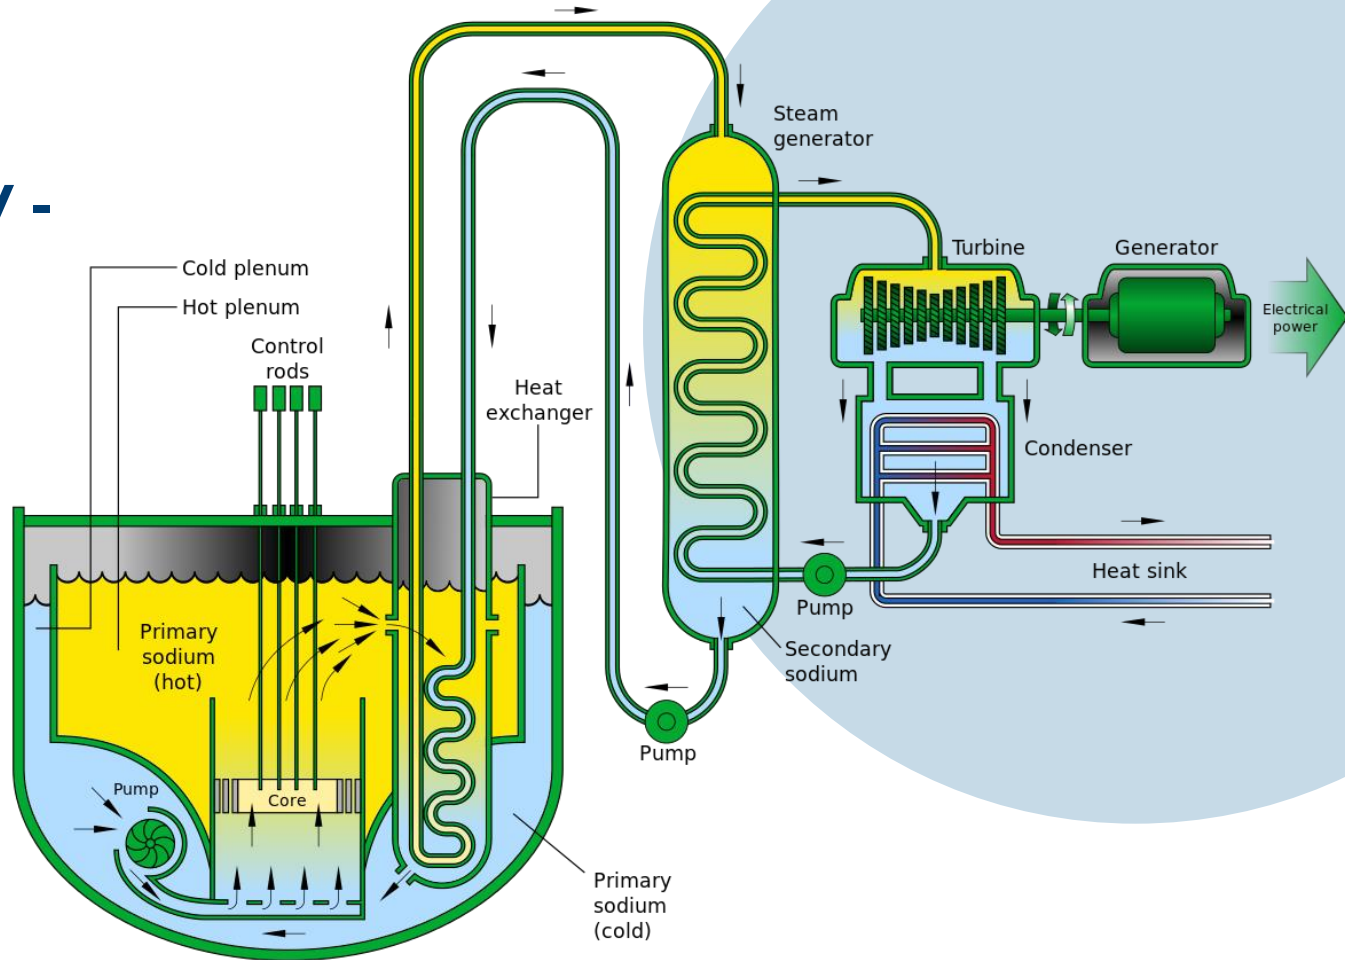 Steam
generator
Turbine
Generator
Cold plenum
Hot plenum
Electrical
power
Control
rods
Heat
exchanger
Condenser
Heat sink
Pump
Primary
sodium
(hot)
Secondary
sodium
Pump
Pump
Core
Primary
sodium
(cold)